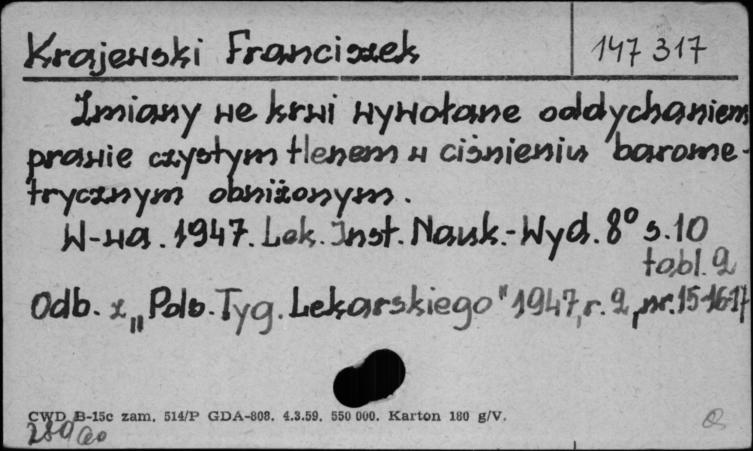 Krajewski Franciszek 147 317
Zmiany we krwi wywołane oddychaniem
prawie czystym tlenem w ciśnieniu barome-
trycznym obniżonym.
W-wa. 1947. Lek. Inst. Nauk.-Wyd. 8° s. 10
tabl. 2
Odb. z „Pols. Tyg. Lekarskiego" 1947, r. 2, nr. 15-16-17
CWD B-15c zam. 514/P GDA-808. 4.3.59. 550 000. Karton 180 g/V.